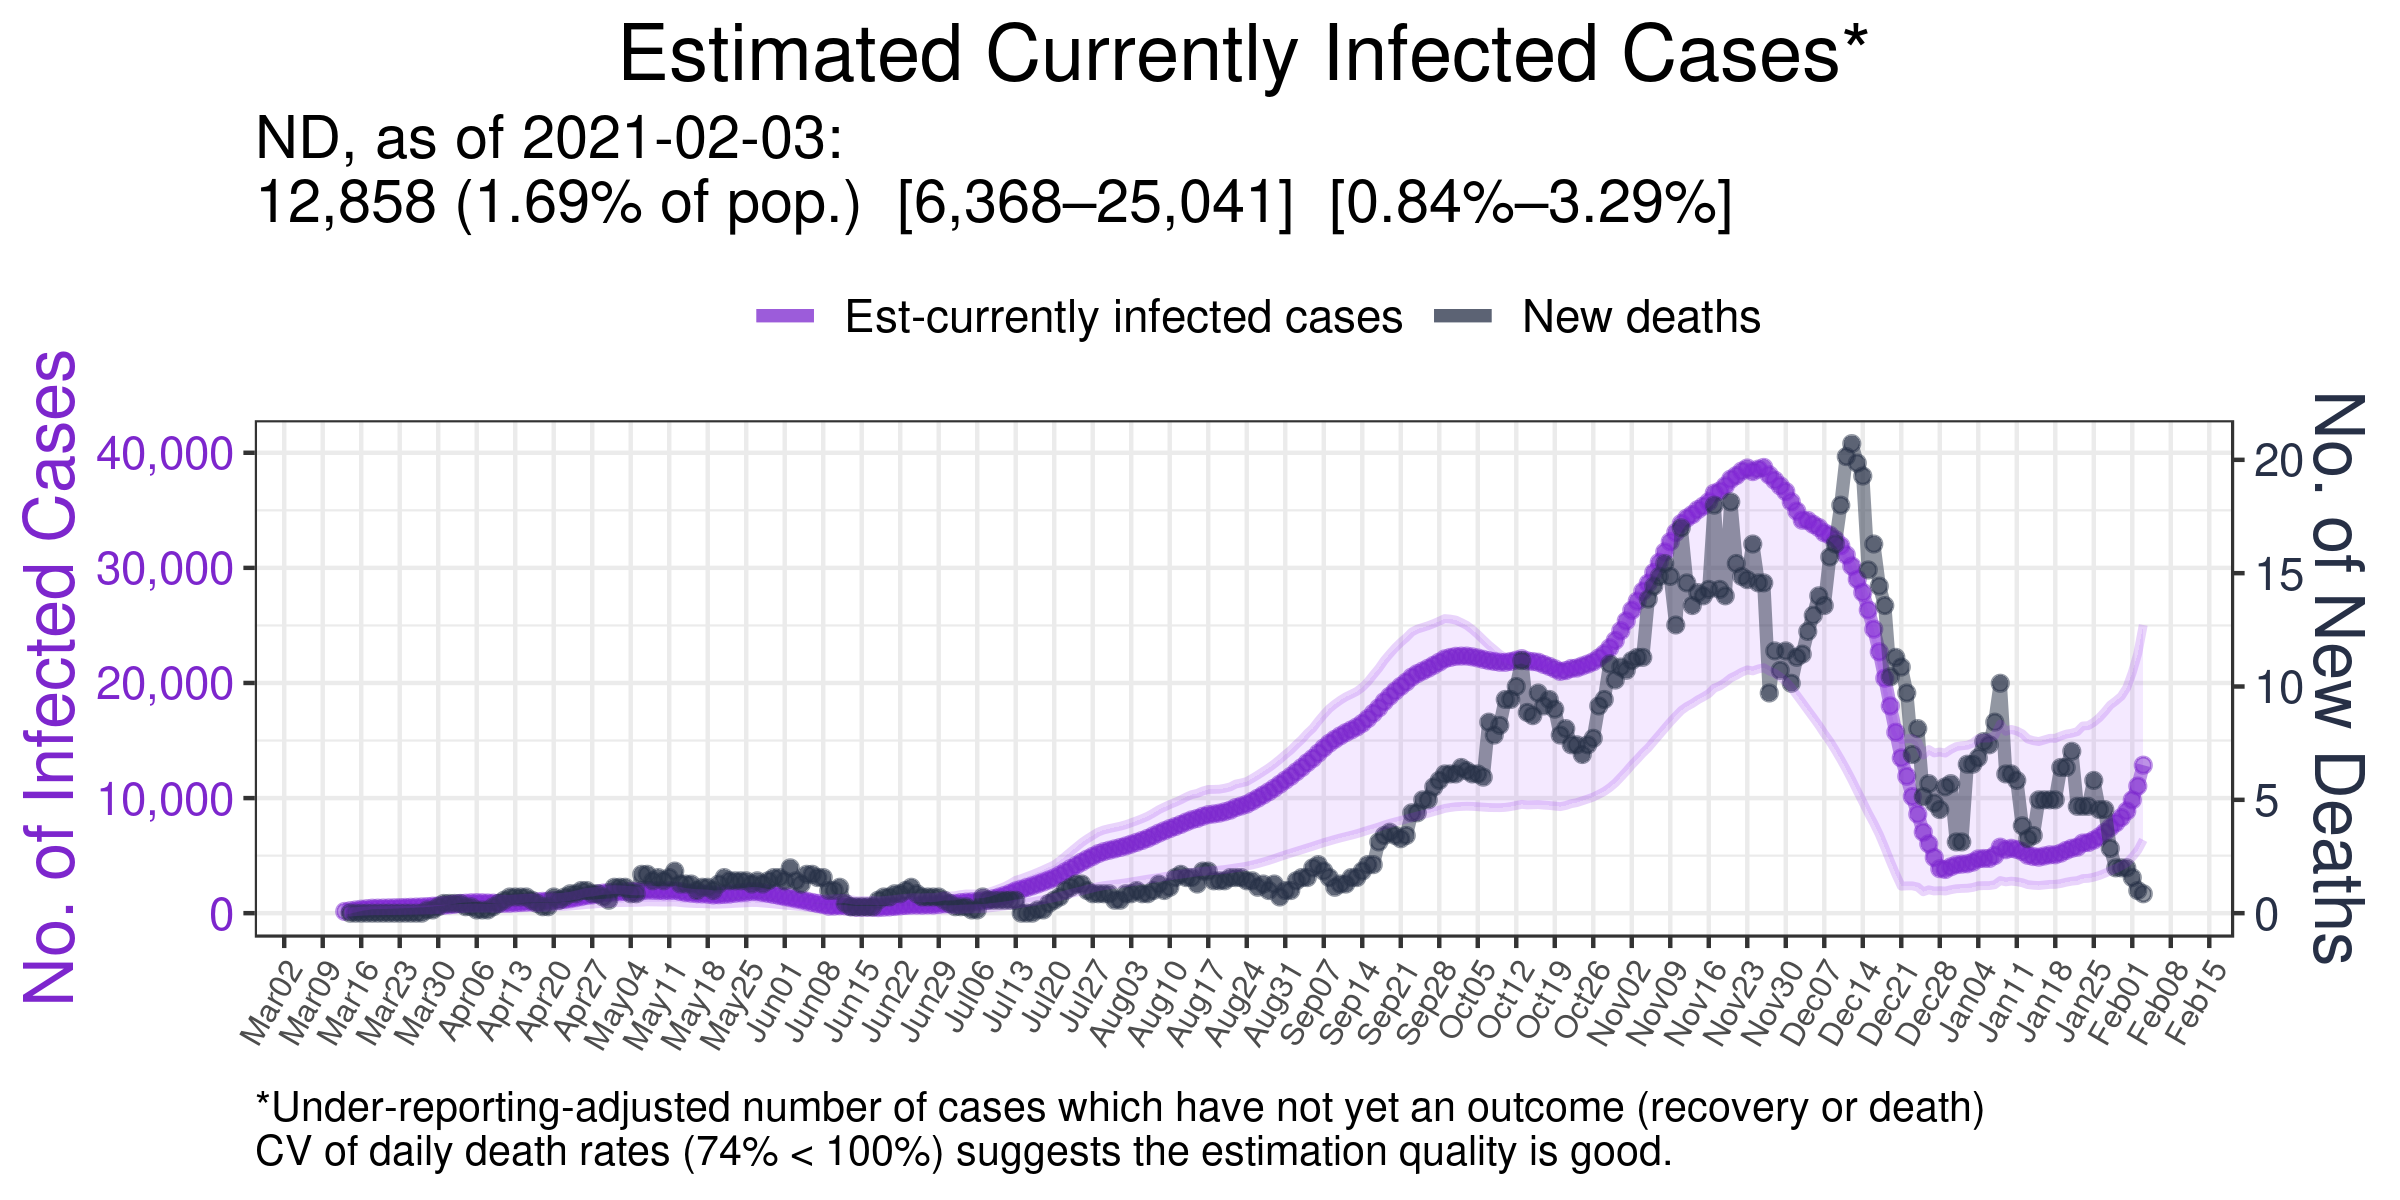 Estimated Currently Infected Cases*
ND, as of 2021-02-03:
12,858 (1.69% of pop.)  [6,368–25,041]  [0.84%–3.29%]
Est-currently infected cases
New deaths
No. of Infected Cases
40,000
30,000
20,000
10,000
0
20
15
10
5
0
No. of New Deaths
Mar02
Mar09
Mar16
Mar23
Mar30
Apr06
Apr13
Apr20
Apr27
May04
May11
May18
May25
Jun01
Jun08
Jun15
Jun22
Jun29
Jul06
Jul13
Jul20
Jul27
Aug03
Aug10
Aug17
Aug24
Aug31
Sep07
Sep14
Sep21
Sep28
Oct05
Oct12
Oct19
Oct26
Nov02
Nov09
Nov16
Nov23
Nov30
Dec07
Dec14
Dec21
Dec28
Jan04
Jan11
Jan18
Jan25
Feb01
Feb08
Feb15
*Under-reporting-adjusted number of cases which have not yet an outcome (recovery or death)
CV of daily death rates (74% < 100%) suggests the estimation quality is good.